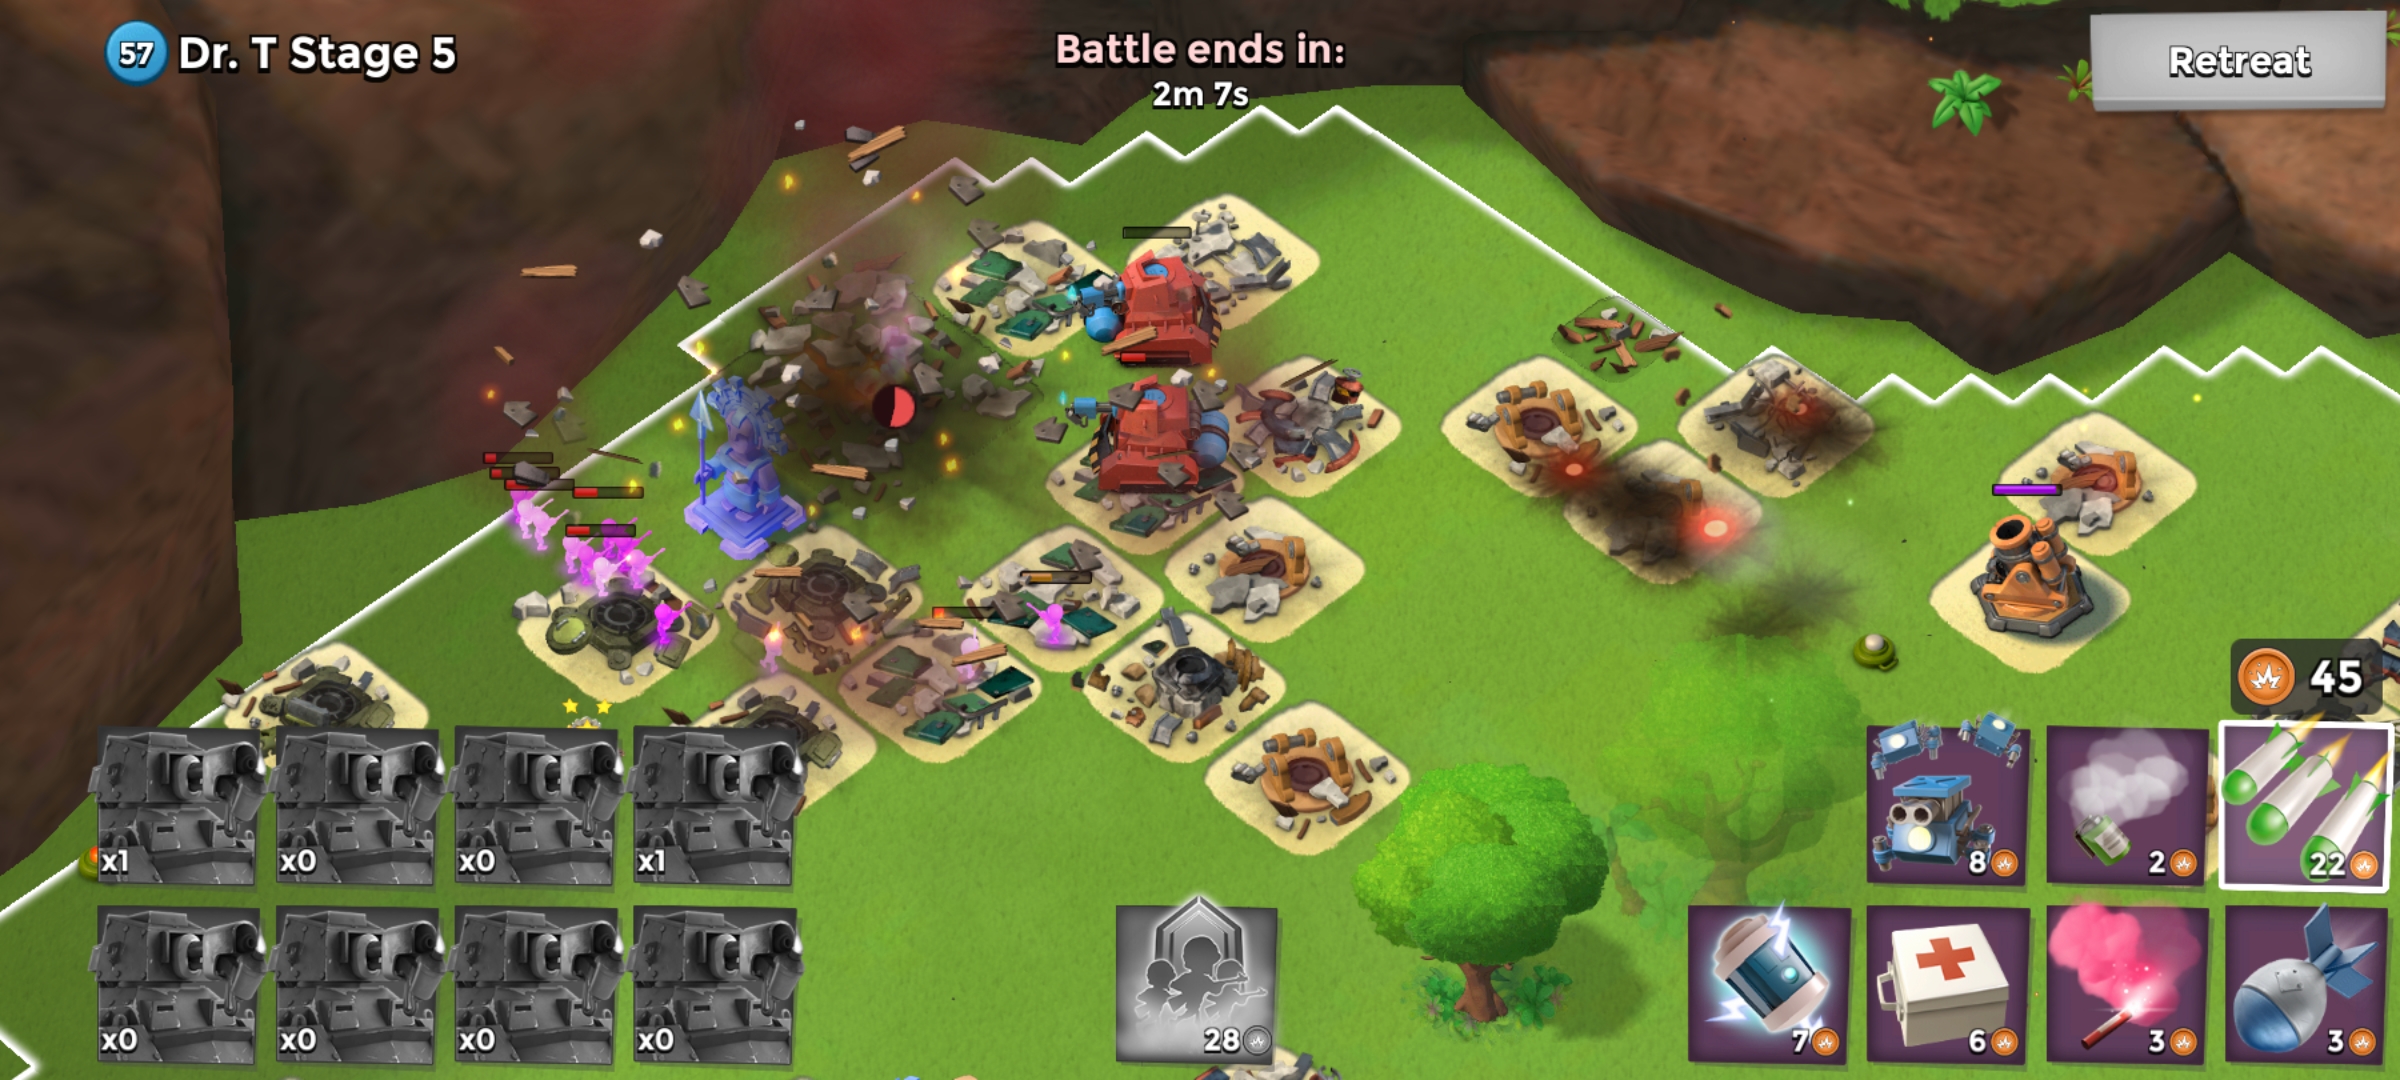 57 Dr. T Stage 5
Battle ends in:
2m 7s
Retreat
45
x1 x0 x0 x1
8 2 22
x0 x0 x0 x0
28
7 6 3 3